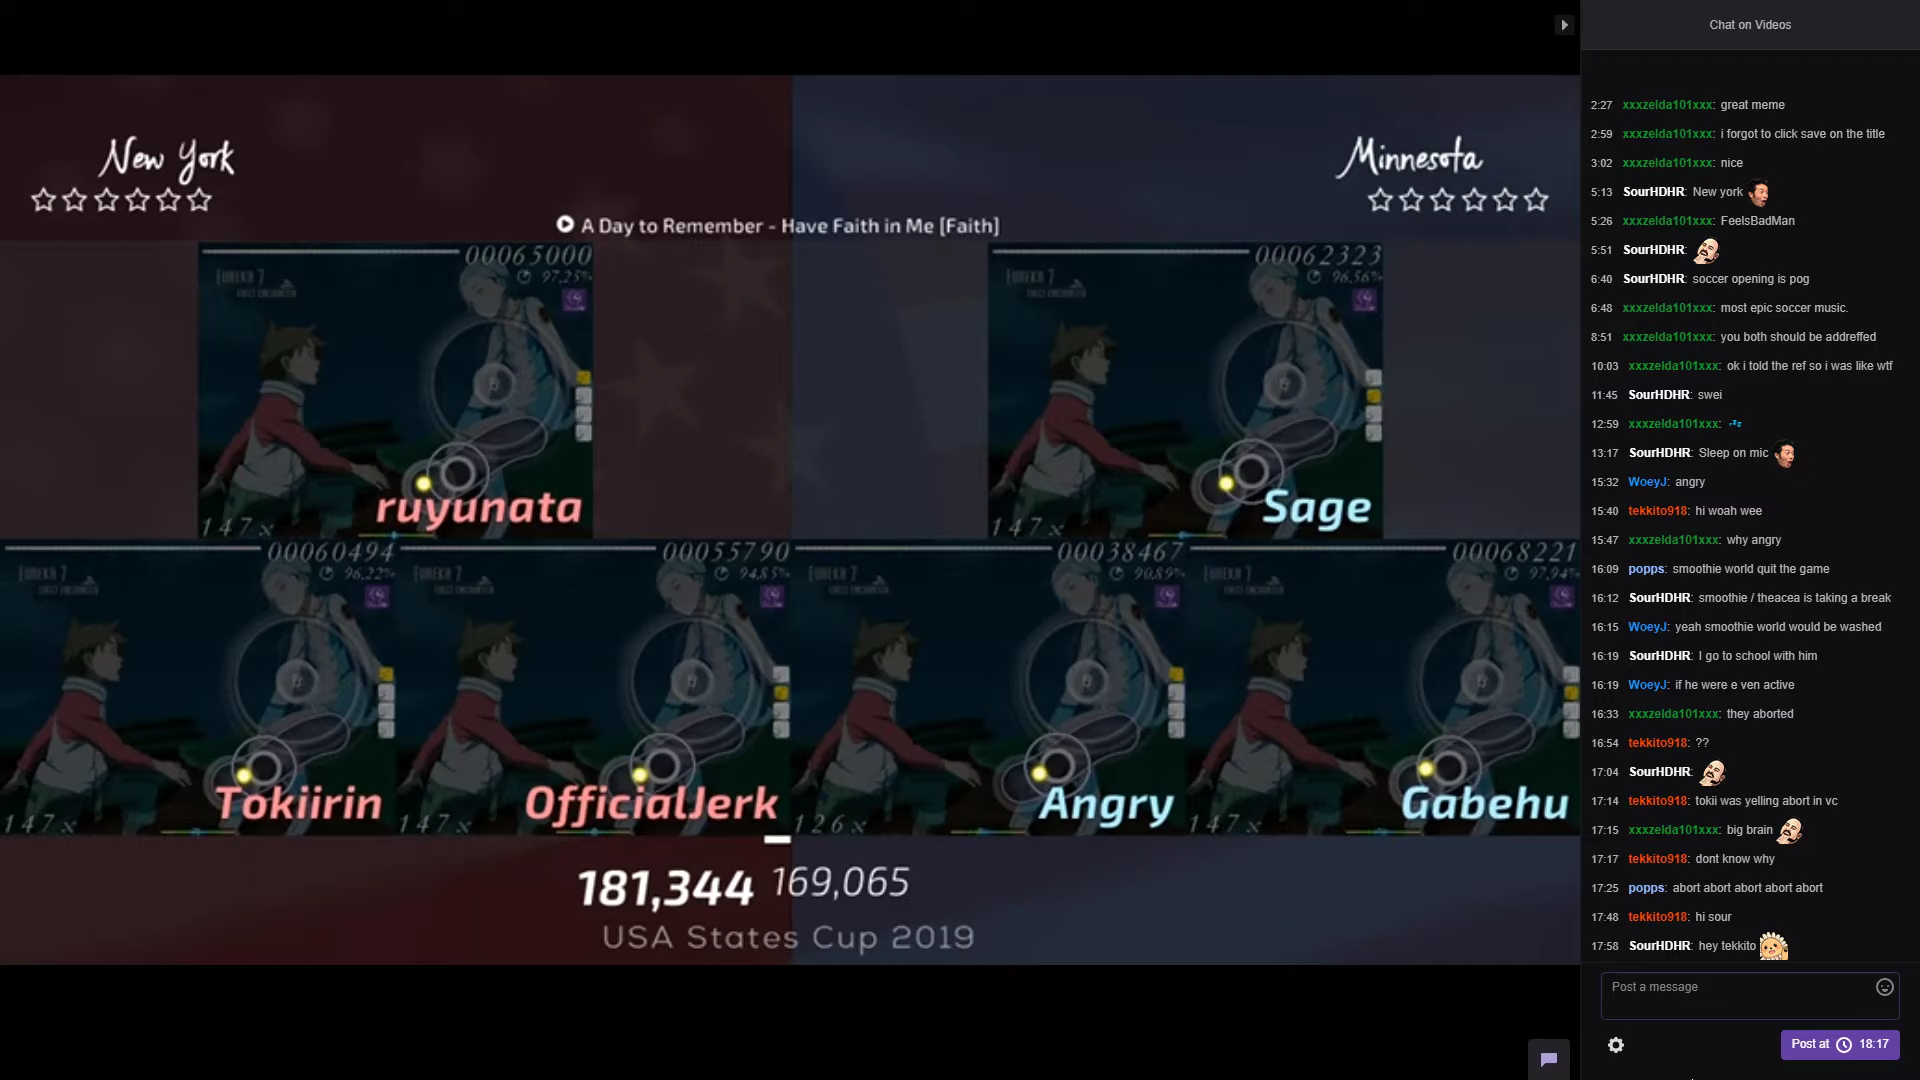 New York
Minnesota
A Day to Remember - Have Faith in Me [Faith]
00065000
97.25%
147x
ruyunata
00062323
96.56%
147x
Sage
00060494
96.22%
147x
Tokiirin
00055790
94.85%
147x
OfficialJerk
00038467
90.89%
126x
Angry
00068221
97.94%
147x
Gabehu
181,344 169,065
USA States Cup 2019
Chat on Videos
2:27 xxxzelda101xxx: great meme
2:59 xxxzelda101xxx: i forgot to click save on the title
3:02 xxxzelda101xxx: nice
5:13 SourHDHR: New york
5:26 xxxzelda101xxx: FeelsBadMan
5:51 SourHDHR:
6:40 SourHDHR: soccer opening is pog
6:48 xxxzelda101xxx: most epic soccer music.
8:51 xxxzelda101xxx: you both should be addreffed
10:03 xxxzelda101xxx: ok i told the ref so i was like wtf
11:45 SourHDHR: swei
12:59 xxxzelda101xxx:
13:17 SourHDHR: Sleep on mic
15:32 WoeyJ: angry
15:40 tekkito918: hi woah wee
15:47 xxxzelda101xxx: why angry
16:09 popps: smoothie world quit the game
16:12 SourHDHR: smoothie / theacea is taking a break
16:15 WoeyJ: yeah smoothie world would be washed
16:19 SourHDHR: I go to school with him
16:19 WoeyJ: if he were e ven active
16:33 xxxzelda101xxx: they aborted
16:54 tekkito918: ??
17:04 SourHDHR:
17:14 tekkito918: tokii was yelling abort in vc
17:15 xxxzelda101xxx: big brain
17:17 tekkito918: dont know why
17:25 popps: abort abort abort abort abort
17:48 tekkito918: hi sour
17:58 SourHDHR: hey tekkito
Post a message
Post at 18:17